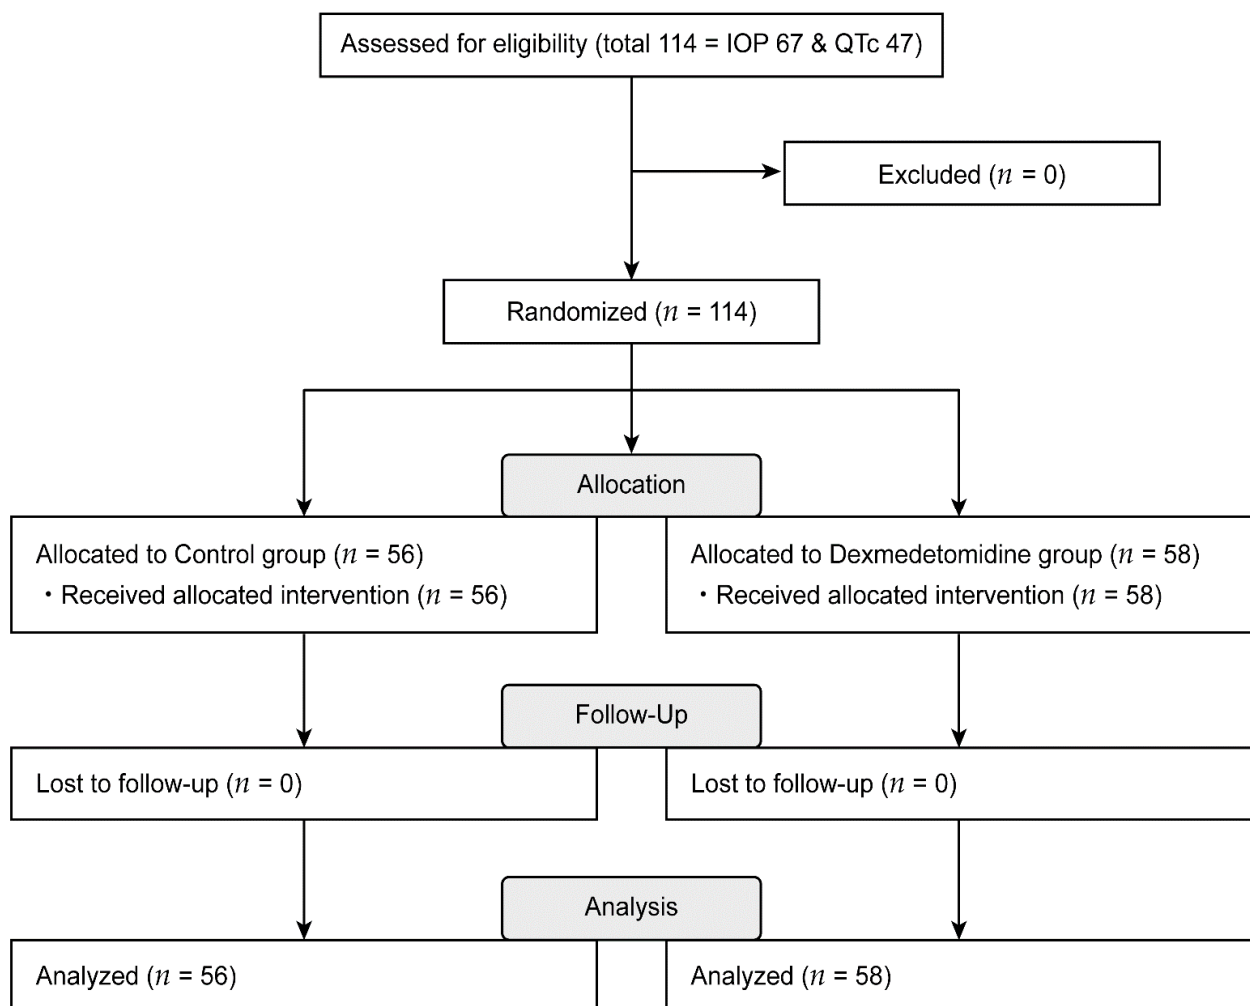 Assessed for eligibility (total 114 = IOP 67 & QTc 47)
Excluded (n = 0)
Randomized (n = 114)
Allocation
Allocated to Control group (n = 56)
・Received allocated intervention (n = 56)
Allocated to Dexmedetomidine group (n = 58)
・Received allocated intervention (n = 58)
Follow-Up
Lost to follow-up (n = 0)
Lost to follow-up (n = 0)
Analysis
Analyzed (n = 56)
Analyzed (n = 58)